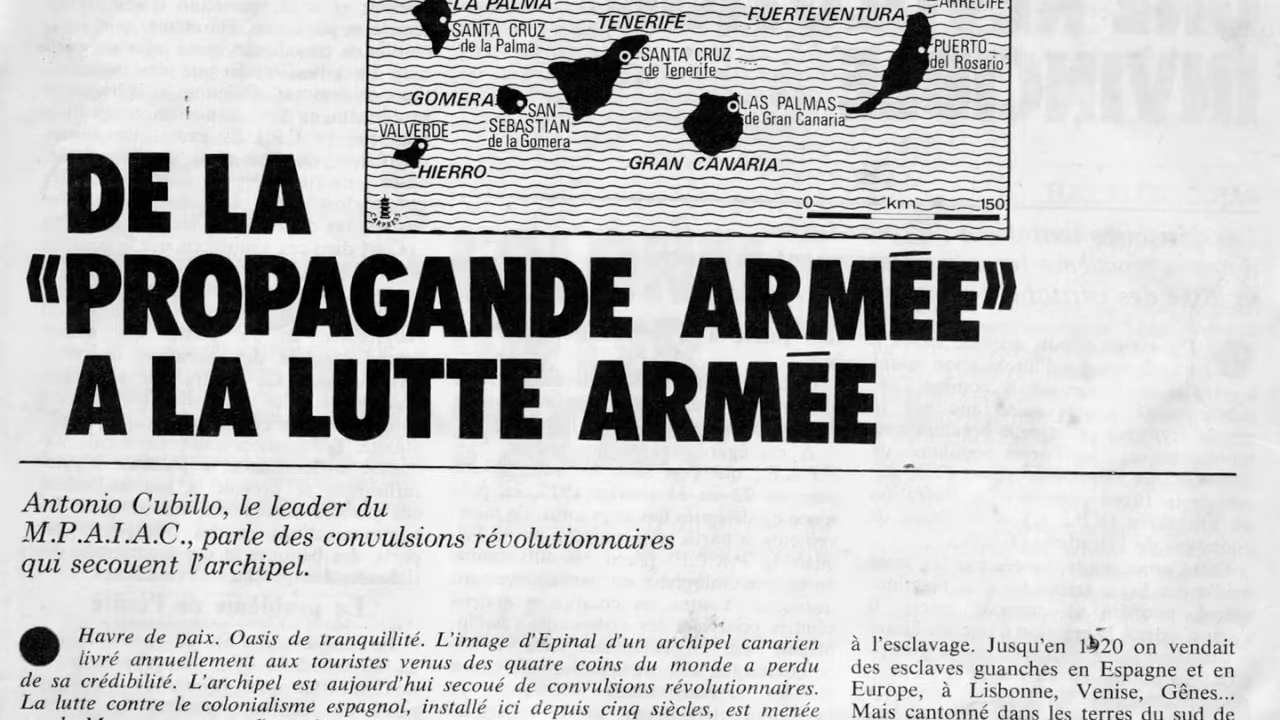 LA PALMA
SANTA CRUZ
de la Palma
TENERIFE
SANTA CRUZ
de Tenerife
FUERTEVENTURA
ARRECIFE
PUERTO
del Rosario
GOMERA
SAN
SEBASTIAN
de la Gomera
LAS PALMAS
de Gran Canaria
VALVERDE
HIERRO
GRAN CANARIA
0 km 150
DE LA
“PROPAGANDE ARMÉE”
A LA LUTTE ARMÉE
Antonio Cubillo, le leader du
M.P.A.I.A.C., parle des convulsions révolutionnaires
qui secouent l'archipel.
Havre de paix. Oasis de tranquillité. L'image d'Epinal d'un archipel canarien
livré annuellement aux touristes venus des quatre coins du monde a perdu
de sa crédibilité. L'archipel est aujourd'hui secoué de convulsions révolutionnaires.
La lutte contre le colonialisme espagnol, installé ici depuis cinq siècles, est menée
à l'esclavage. Jusqu'en 1920 on vendait
des esclaves guanches en Espagne et en
Europe, à Lisbonne, Venise, Gênes...
Mais cantonné dans les terres du sud de